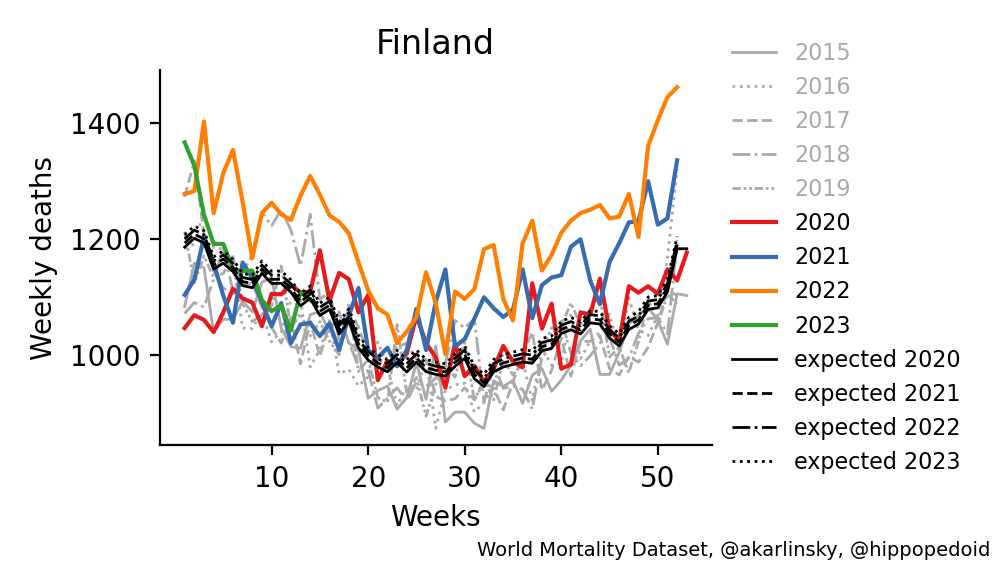 Finland
Weekly deaths
1400
1200
1000
10 20 30 40 50
Weeks
2015
2016
2017
2018
2019
2020
2021
2022
2023
expected 2020
expected 2021
expected 2022
expected 2023
World Mortality Dataset, @akarlinsky, @hippopedoid